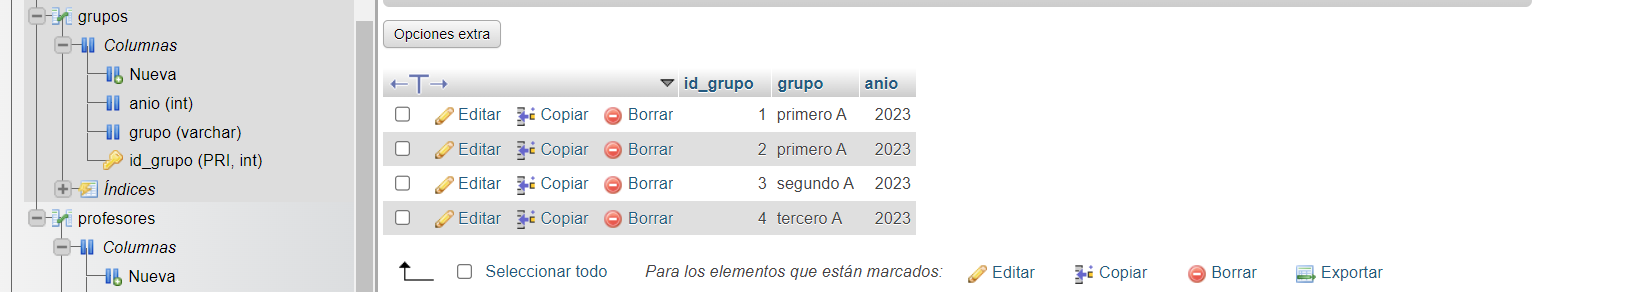 grupos
Columnas
Nueva
anio (int)
grupo (varchar)
id_grupo (PRI, int)
Índices
profesores
Columnas
Nueva
Opciones extra
id_grupo grupo anio
Editar Copiar Borrar 1 primero A 2023
Editar Copiar Borrar 2 primero A 2023
Editar Copiar Borrar 3 segundo A 2023
Editar Copiar Borrar 4 tercero A 2023
Seleccionar todo Para los elementos que están marcados: Editar Copiar Borrar Exportar